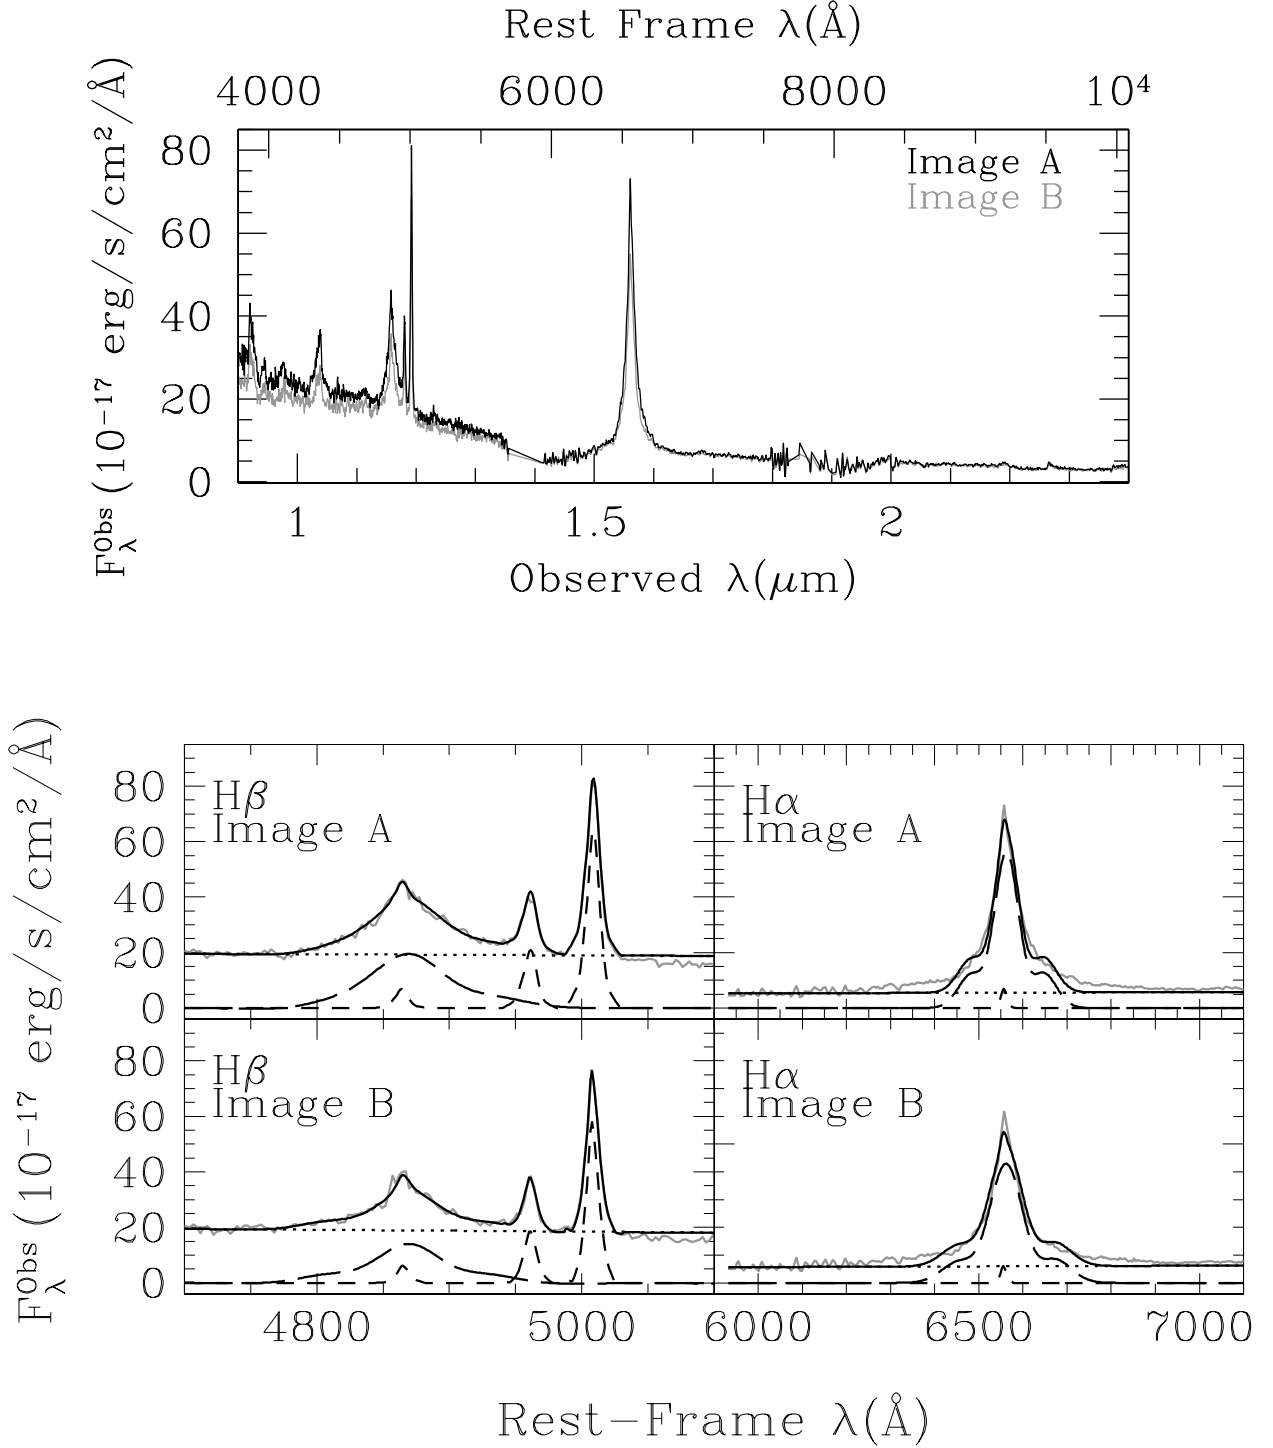 Rest Frame λ(Å)
4000 6000 8000 10⁴
80
60
40
20
0
Image A
Image B
F_λ^Obs (10⁻¹⁷ erg/s/cm²/Å)
1 1.5 2
Observed λ(μm)
80
60
40
20
0
Hβ
Image A
Hα
Image A
80
60
40
20
0
Hβ
Image B
Hα
Image B
F_λ^Obs (10⁻¹⁷ erg/s/cm²/Å)
4800 5000 6000 6500 7000
Rest-Frame λ(Å)